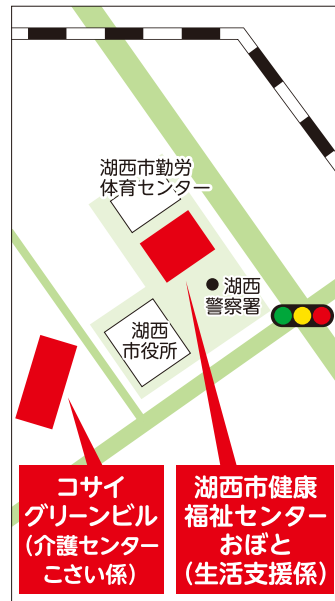 湖西市勤労
体育センター
湖西
警察署
湖西
市役所
コサイ
グリーンビル
(介護センター
こさい係)
湖西市健康
福祉センター
おぼと
(生活支援係)